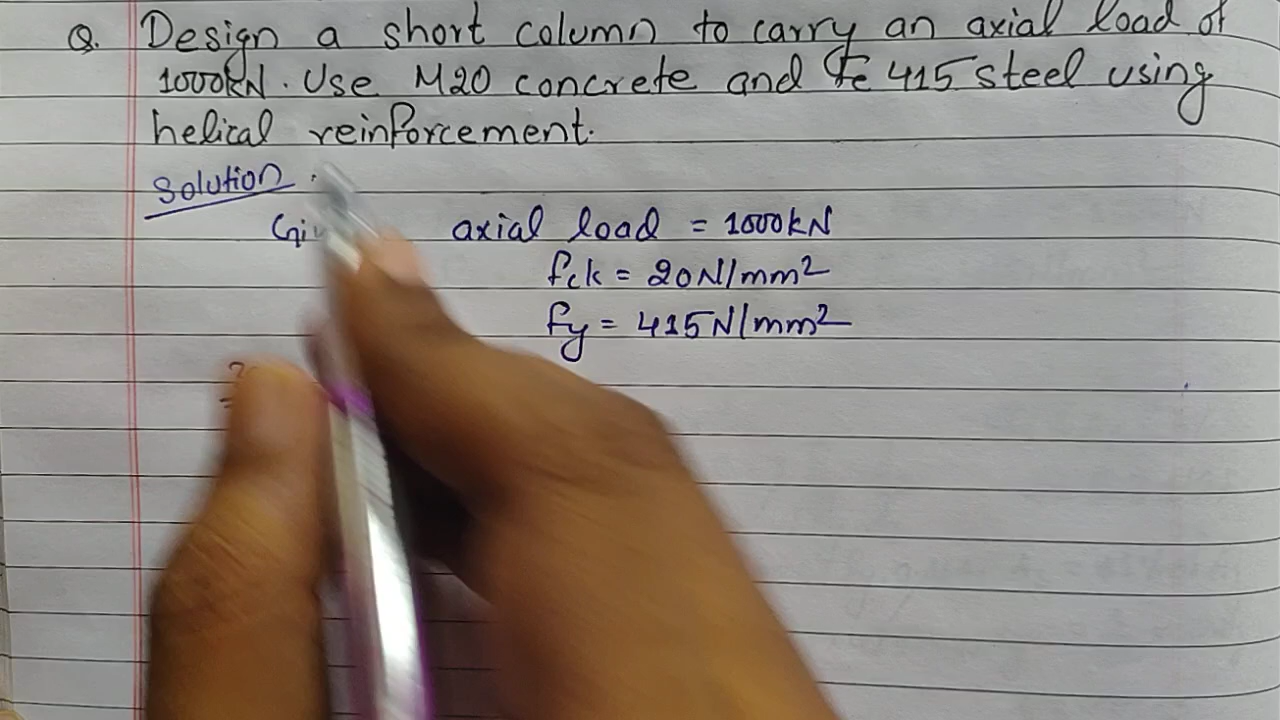 Q. Design a short column to carry an axial load of
1000kN. Use M20 concrete and Fe 415 steel using
helical reinforcement.
Solution.
axial load = 1000kN
fck = 20N/mm²
fy = 415N/mm²